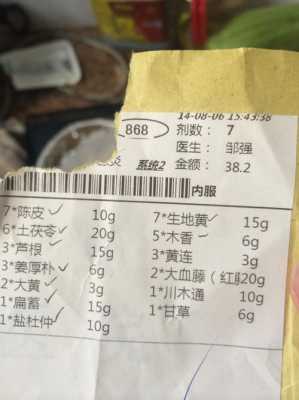 14-08-06 15:43:38
868 剂数： 7
医生： 邹强
系统2 金额： 38.2
内服
7*陈皮 10g 7*生地黄 15g
6*土茯苓 20g 5*木香 6g
3*芦根 15g 3*黄连 3g
3*姜厚朴 6g 2*大血藤（红 20g
2*大黄 3g 1*川木通 10g
1*扁蓄 15g 1*甘草 6g
1*盐杜仲 10g